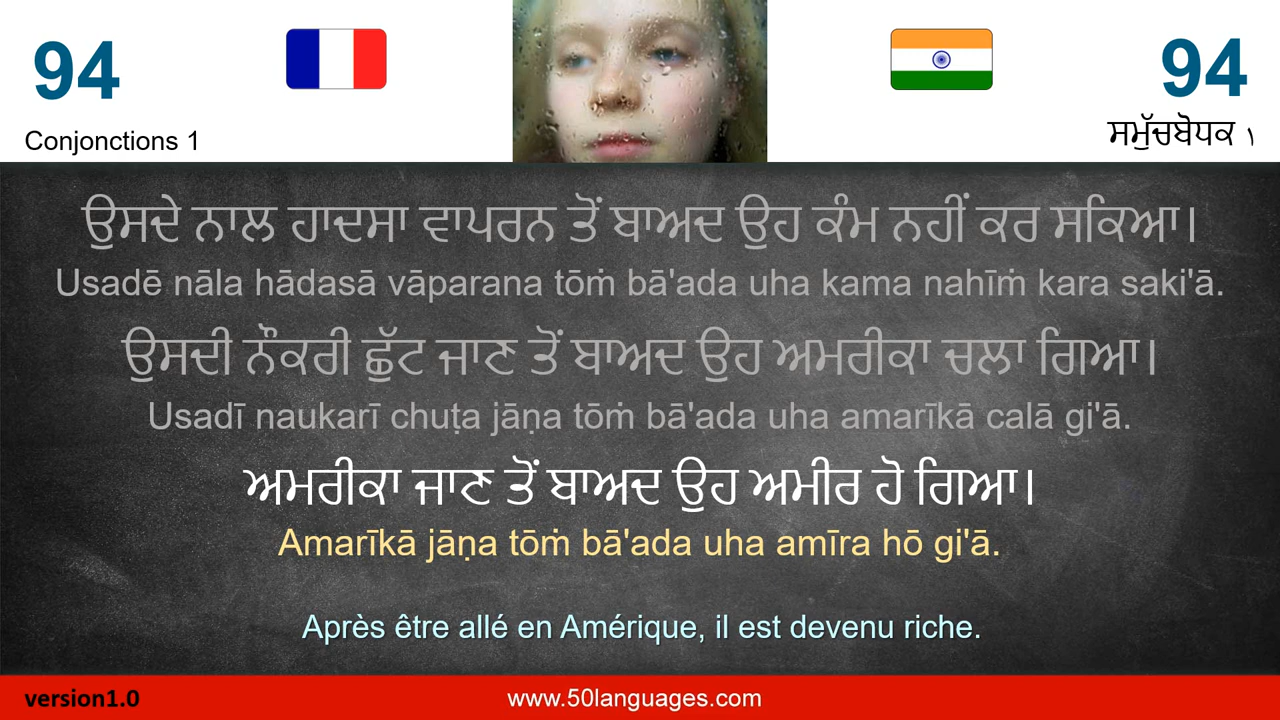 94
94
Conjonctions 1
ਸਮੁੱਚਬੋਧਕ ੧
ਉਸਦੇ ਨਾਲ ਹਾਦਸਾ ਵਾਪਰਨ ਤੋਂ ਬਾਅਦ ਉਹ ਕੰਮ ਨਹੀਂ ਕਰ ਸਕਿਆ।
Usadē nāla hādasā vāparana tōṁ bā'ada uha kama nahīṁ kara saki'ā.
ਉਸਦੀ ਨੌਕਰੀ ਛੁੱਟ ਜਾਣ ਤੋਂ ਬਾਅਦ ਉਹ ਅਮਰੀਕਾ ਚਲਾ ਗਿਆ।
Usadī naukarī chuṭa jāṇa tōṁ bā'ada uha amarīkā calā gi'ā.
ਅਮਰੀਕਾ ਜਾਣ ਤੋਂ ਬਾਅਦ ਉਹ ਅਮੀਰ ਹੋ ਗਿਆ।
Amarīkā jāṇa tōṁ bā'ada uha amīra hō gi'ā.
Après être allé en Amérique, il est devenu riche.
version1.0
www.50languages.com